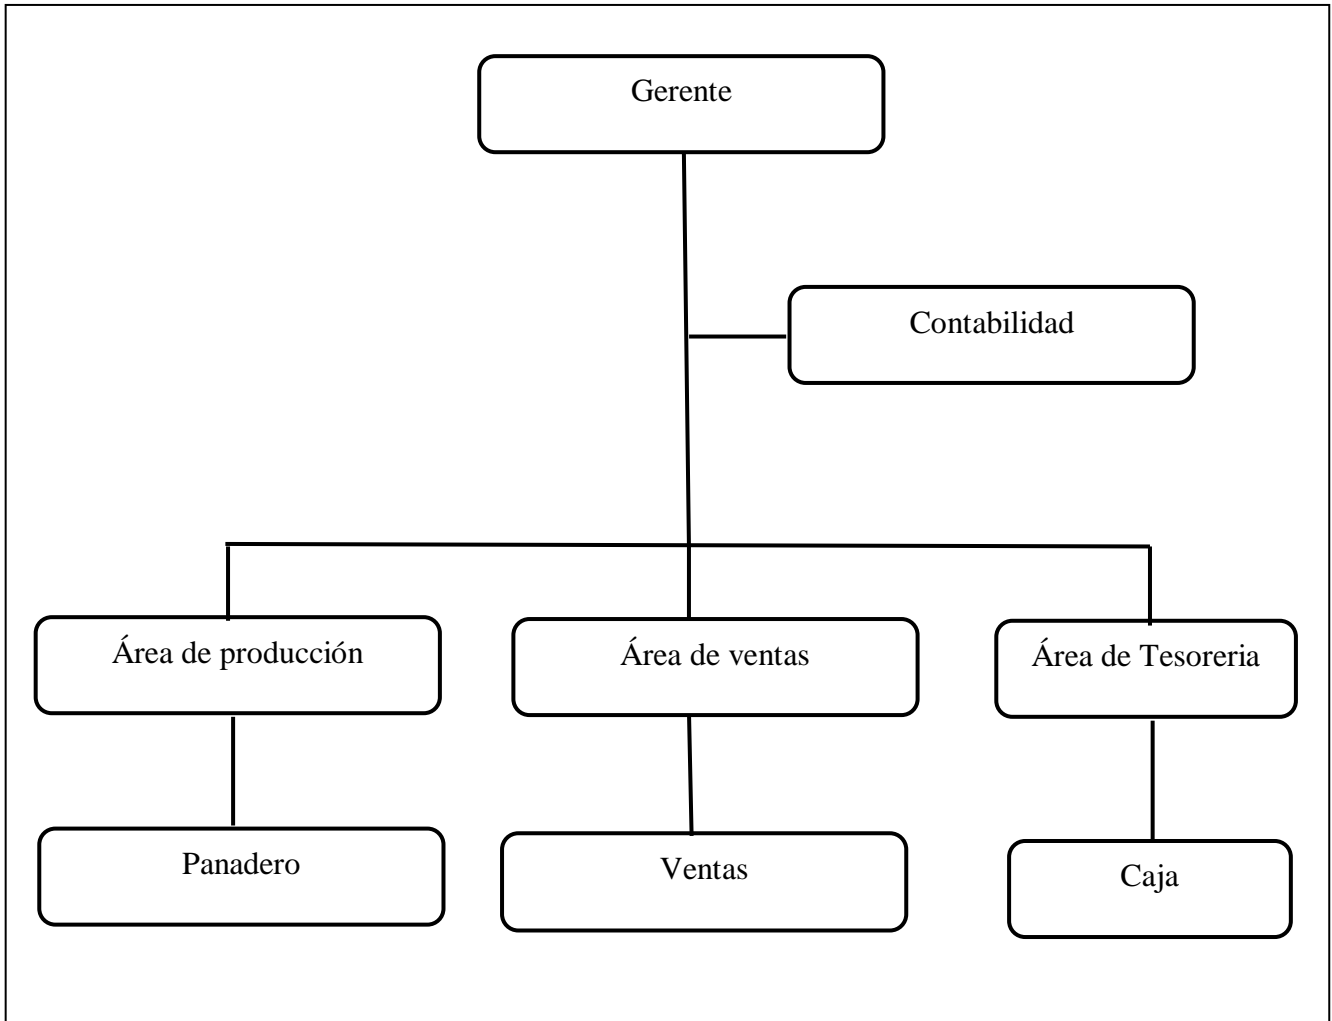 Gerente
Contabilidad
Área de producción
Área de ventas
Área de Tesoreria
Panadero
Ventas
Caja